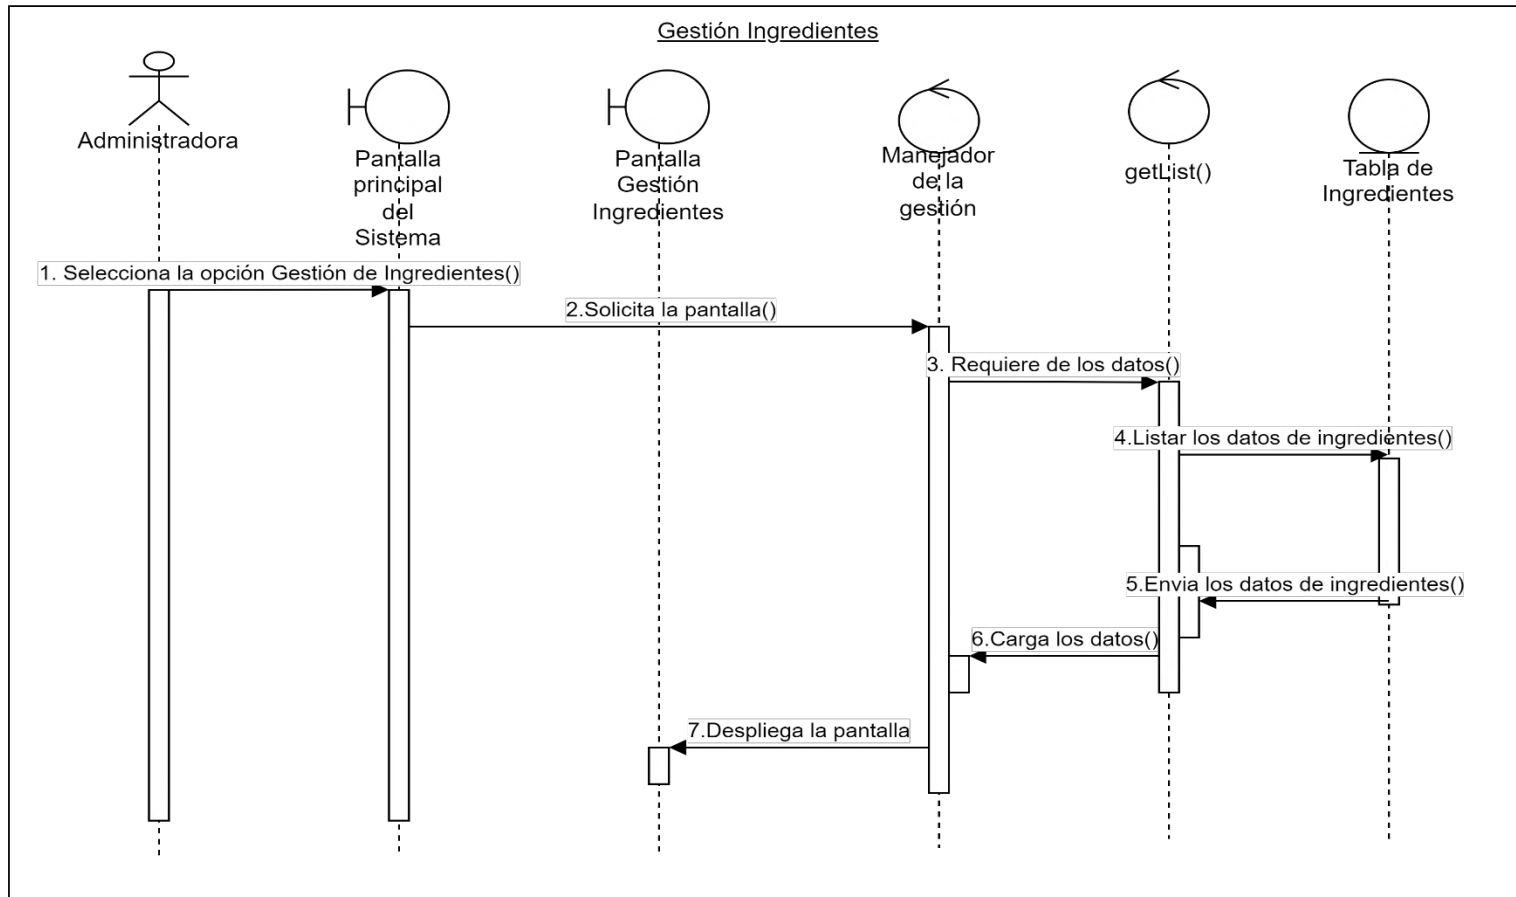 Gestión Ingredientes
Administradora
Pantalla
principal
del
Sistema
Pantalla
Gestión
Ingredientes
Manejador
de la
gestión
getList()
Tabla de
Ingredientes
1. Selecciona la opción Gestión de Ingredientes()
2.Solicita la pantalla()
3. Requiere de los datos()
4.Listar los datos de ingredientes()
5.Envia los datos de ingredientes()
6.Carga los datos()
7.Despliega la pantalla